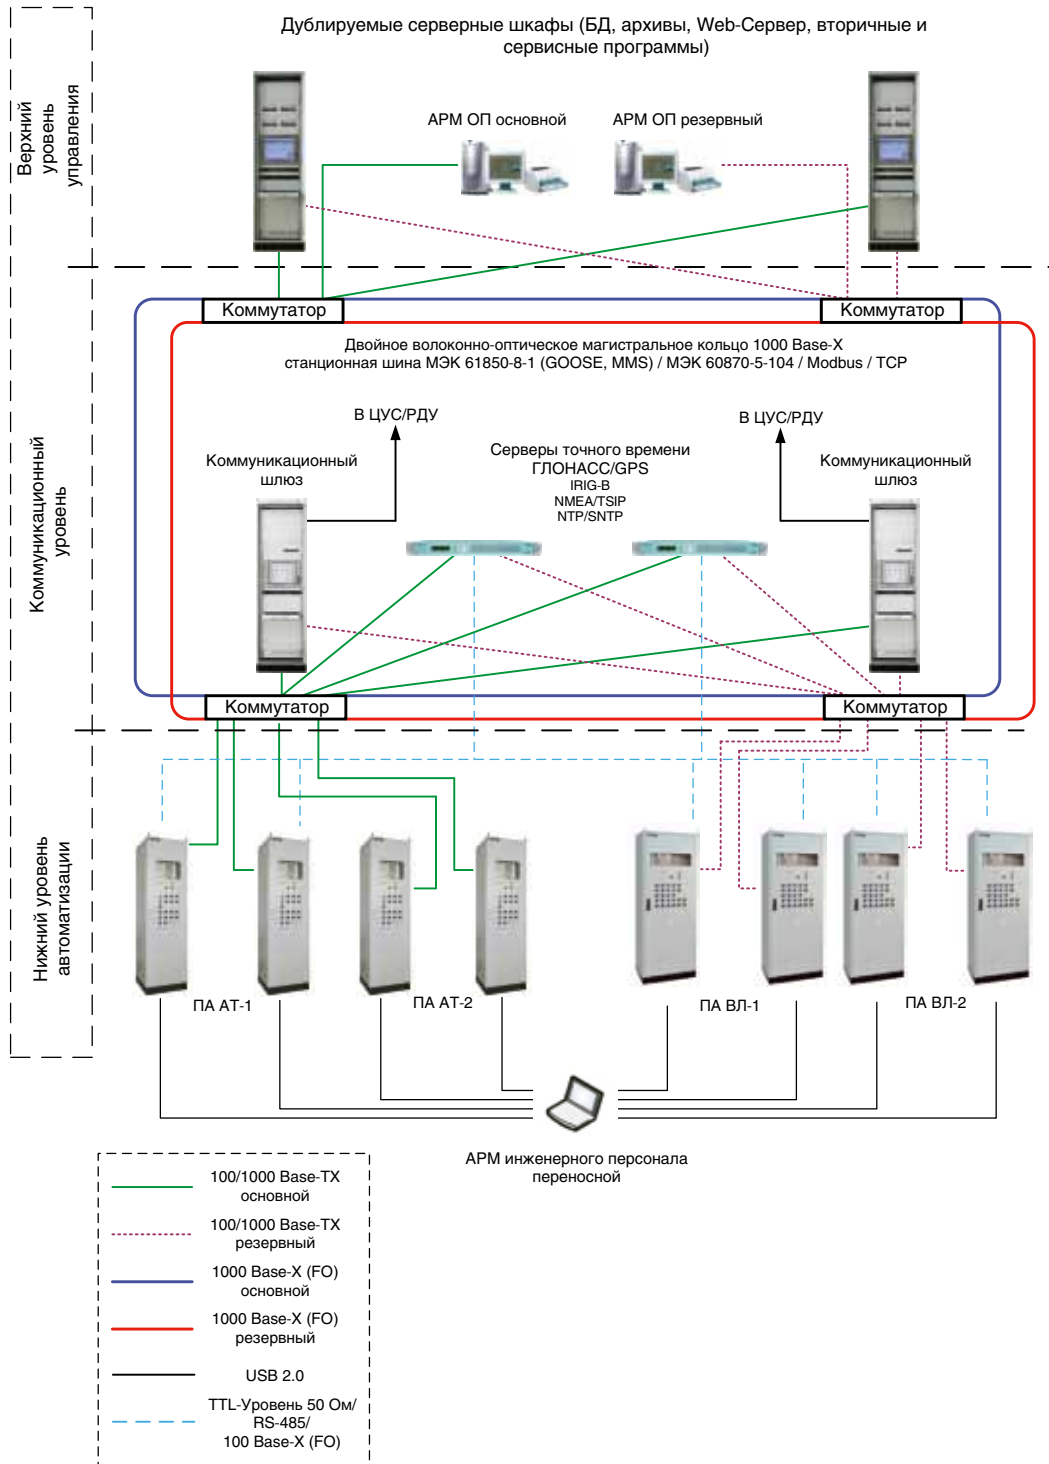 Дублируемые серверные шкафы (БД, архивы, Web-Сервер, вторичные и
сервисные программы)
Верхний
уровень
управления
АРМ ОП основной
АРМ ОП резервный
Коммутатор
Коммутатор
Двойное волоконно-оптическое магистральное кольцо 1000 Base-X
станционная шина МЭК 61850-8-1 (GOOSE, MMS) / МЭК 60870-5-104 / Modbus / TCP
Коммуникационный
уровень
В ЦУС/РДУ
В ЦУС/РДУ
Коммуникационный
шлюз
Серверы точного времени
ГЛОНАСС/GPS
IRIG-B
NMEA/TSIP
NTP/SNTP
Коммуникационный
шлюз
Коммутатор
Коммутатор
Нижний уровень
автоматизации
ПА АТ-1
ПА АТ-2
ПА ВЛ-1
ПА ВЛ-2
АРМ инженерного персонала
переносной
100/1000 Base-TX
основной
100/1000 Base-TX
резервный
1000 Base-X (FO)
основной
1000 Base-X (FO)
резервный
USB 2.0
TTL-Уровень 50 Ом/
RS-485/
100 Base-X (FO)